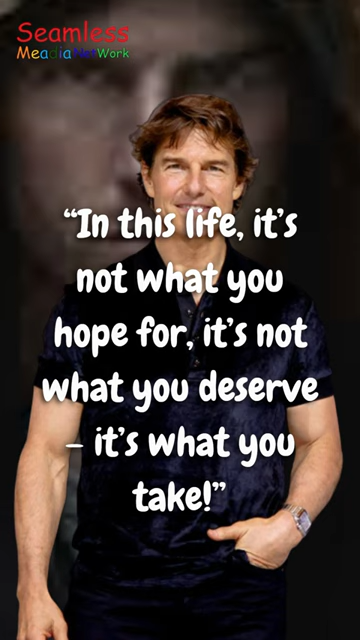 Seamless
MeadiaNetWork
“In this life, it’s
not what you
hope for, it’s not
what you deserve
– it’s what you
take!”